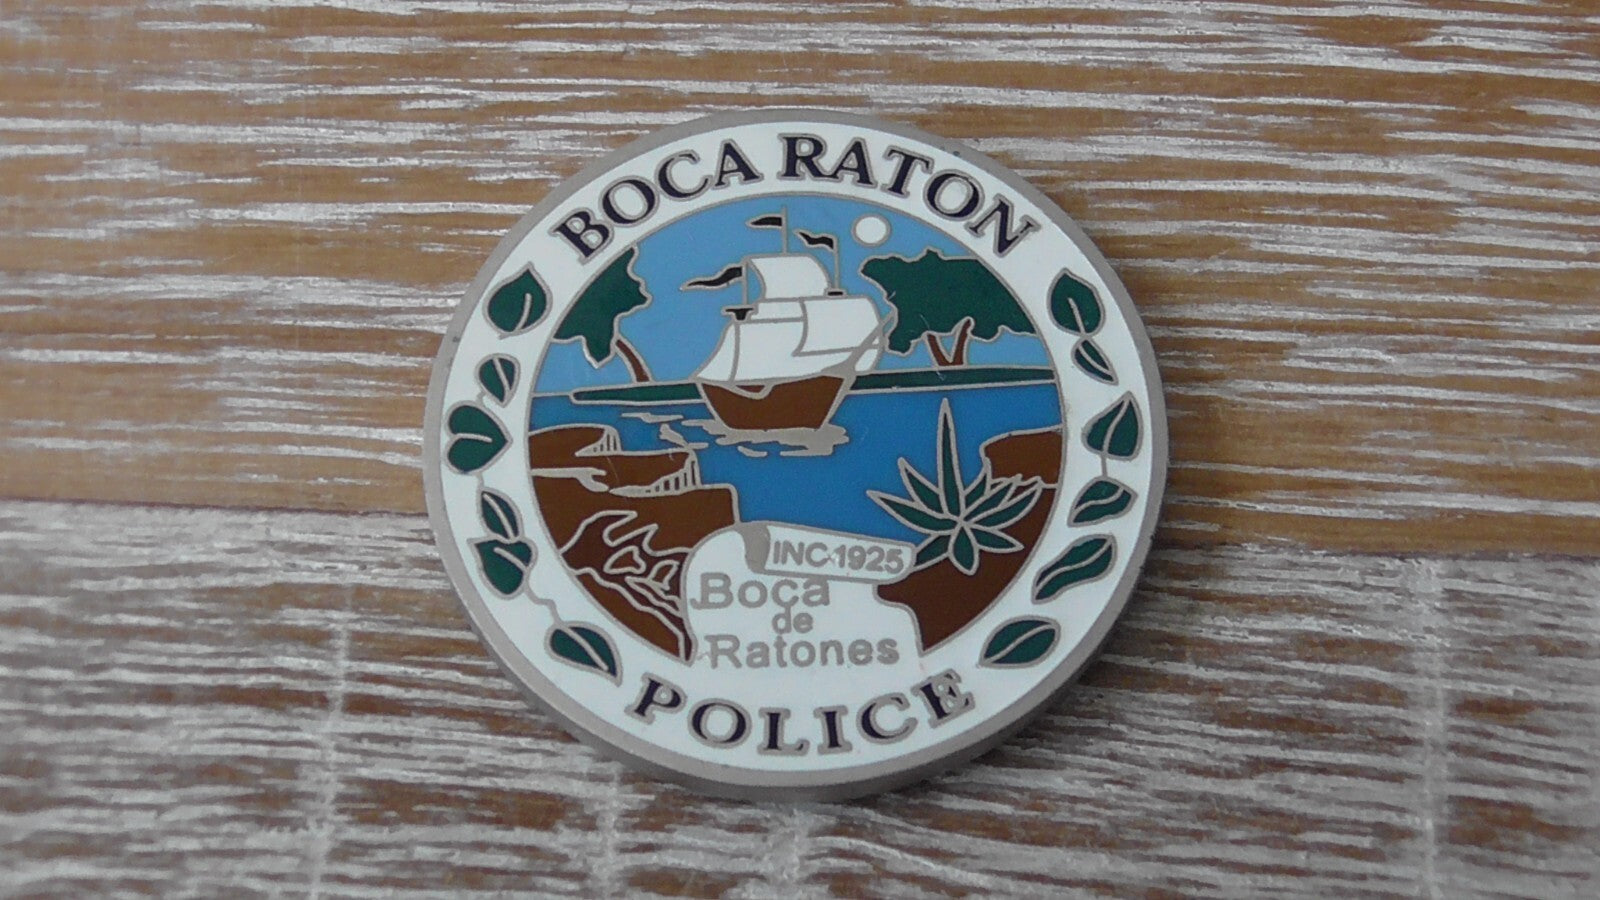 BOCA RATON
INC 1925
Boca
de
Ratones
POLICE